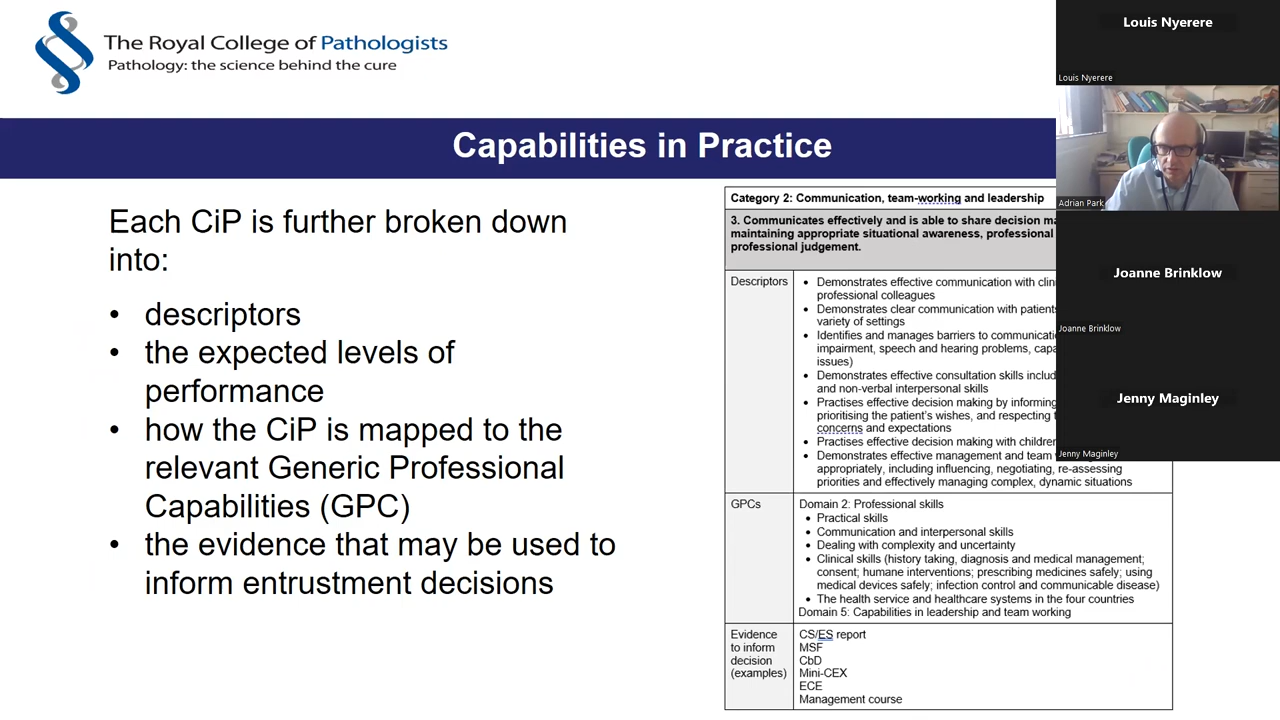 The Royal College of Pathologists
Pathology: the science behind the cure
Capabilities in Practice
Each CiP is further broken down
into:
• descriptors
• the expected levels of
performance
• how the CiP is mapped to the
relevant Generic Professional
Capabilities (GPC)
• the evidence that may be used to
inform entrustment decisions
Category 2: Communication, team-working and leadership
3. Communicates effectively and is able to share decision
maintaining appropriate situational awareness, professional
professional judgement.
Descriptors
• Demonstrates effective communication with
professional colleagues
• Demonstrates clear communication with patients
variety of settings
• Identifies and manages barriers to
impairment, speech and hearing problems,
issues)
• Demonstrates effective consultation skills
and non-verbal interpersonal skills
• Practises effective decision making by informing
prioritising the patient's wishes, and respecting
concerns and expectations
• Practises effective decision making with children
• Demonstrates effective management and team
appropriately, including influencing, negotiating, re-assessing
priorities and effectively managing complex, dynamic situations
GPCs
Domain 2: Professional skills
• Practical skills
• Communication and interpersonal skills
• Dealing with complexity and uncertainty
• Clinical skills (history taking, diagnosis and medical management;
consent; humane interventions; prescribing medicines safely; using
medical devices safely; infection control and communicable disease)
• The health service and healthcare systems in the four countries
Domain 5: Capabilities in leadership and team working
Evidence
to inform
decision
(examples)
CS/ES report
MSF
CbD
Mini-CEX
ECE
Management course
Louis Nyerere
Louis Nyerere
Adrian Park
Joanne Brinklow
Joanne Brinklow
Jenny Maginley
Jenny Maginley